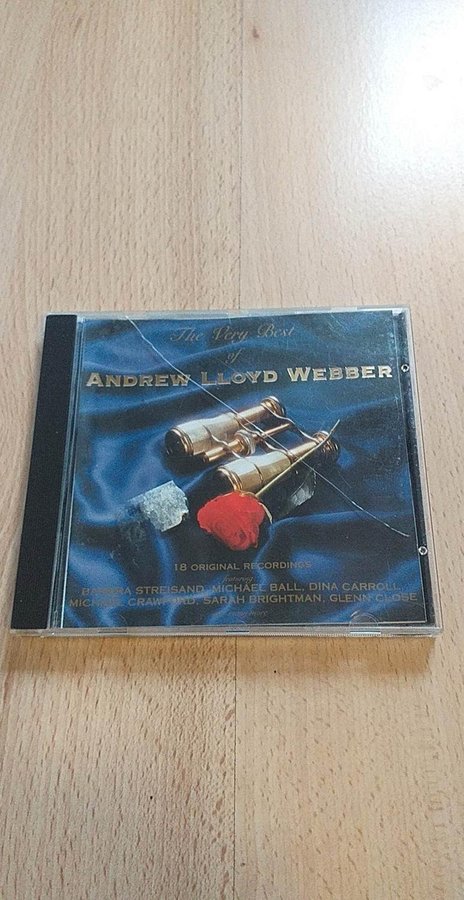 The Very Best
of
ANDREW LLOYD WEBBER
18 ORIGINAL RECORDINGS
featuring
BARBRA STREISAND, MICHAEL BALL, DINA CARROLL,
MICHAEL CRAWFORD, SARAH BRIGHTMAN, GLENN CLOSE